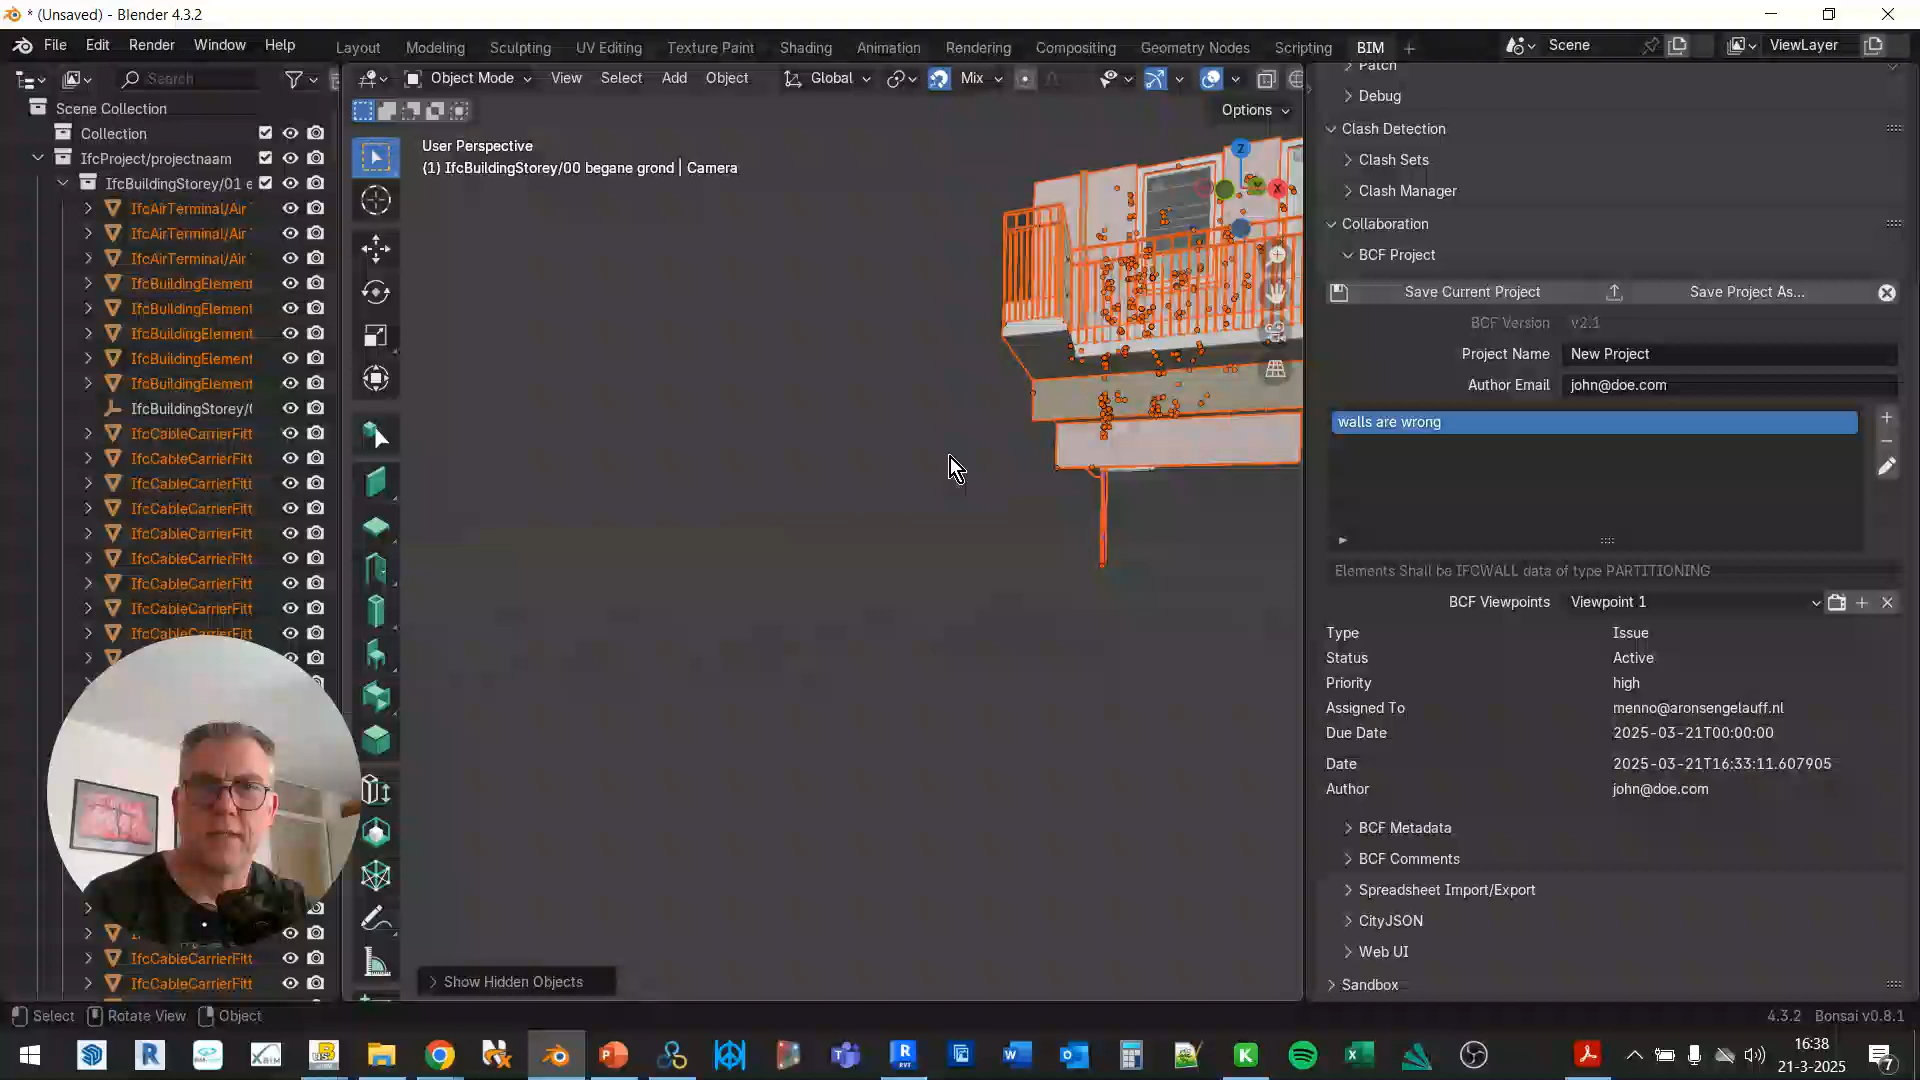 * (Unsaved) - Blender 4.3.2
File Edit Render Window Help
Layout Modeling Sculpting UV Editing Texture Paint Shading Animation Rendering Compositing Geometry Nodes Scripting BIM +
Scene
ViewLayer
Search
Object Mode View Select Add Object Global Mix
Options
Scene Collection
Collection
IfcProject/projectnaam
IfcBuildingStorey/01 e
IfcAirTerminal/Air
IfcAirTerminal/Air
IfcAirTerminal/Air
IfcBuildingElement
IfcBuildingElement
IfcBuildingElement
IfcBuildingElement
IfcBuildingElement
IfcBuildingStorey/(
IfcCableCarrierFitt
IfcCableCarrierFitt
IfcCableCarrierFitt
IfcCableCarrierFitt
IfcCableCarrierFitt
IfcCableCarrierFitt
IfcCableCarrierFitt
IfcCableCarrierFitt
IfcCableCarrierFitt
IfcCableCarrierFitt
IfcCableCarrierFitt
User Perspective
(1) IfcBuildingStorey/00 begane grond | Camera
Z
X
Show Hidden Objects
Patch
Debug
Clash Detection
Clash Sets
Clash Manager
Collaboration
BCF Project
Save Current Project
Save Project As...
BCF Version v2.1
Project Name New Project
Author Email john@doe.com
walls are wrong
Elements Shall be IFCWALL data of type PARTITIONING
BCF Viewpoints Viewpoint 1
Type Issue
Status Active
Priority high
Assigned To menno@aronsengelauff.nl
Due Date 2025-03-21T00:00:00
Date 2025-03-21T16:33:11.607905
Author john@doe.com
BCF Metadata
BCF Comments
Spreadsheet Import/Export
CityJSON
Web UI
Sandbox
Select Rotate View Object
4.3.2 Bonsai v0.8.1
16:38
21-3-2025
7